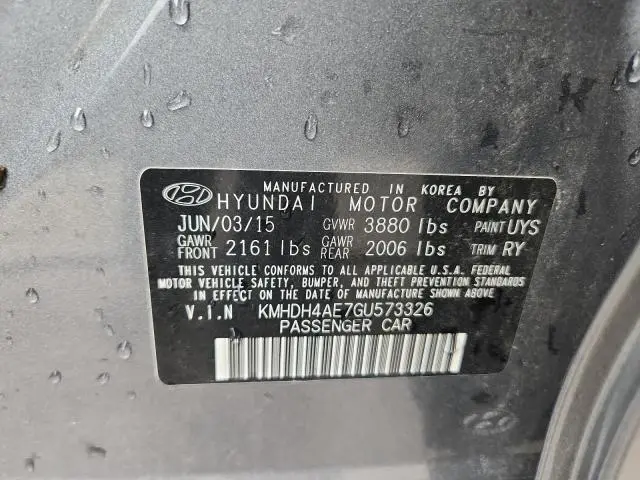 MANUFACTURED IN KOREA BY
HYUNDAI MOTOR COMPANY
JUN/03/15 GVWR 3880 lbs PAINT UYS
GAWR FRONT 2161 lbs GAWR REAR 2006 lbs TRIM RY
THIS VEHICLE CONFORMS TO ALL APPLICABLE U.S.A. FEDERAL
MOTOR VEHICLE SAFETY, BUMPER, AND THEFT PREVENTION STANDARDS
IN EFFECT ON THE DATE OF MANUFACTURE SHOWN ABOVE.
V.I.N KMHDH4AE7GU573326
PASSENGER CAR